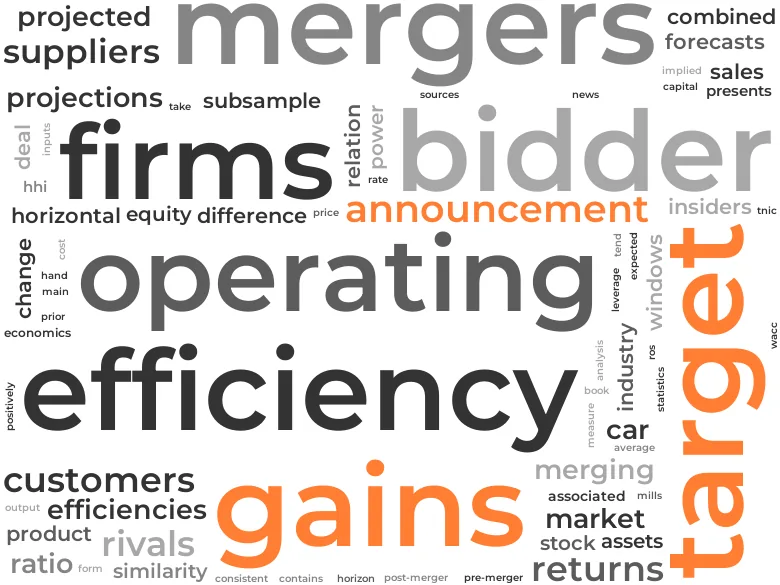 projected
mergers
combined
suppliers
forecasts
implied
sales
capital
presents
projections
take
subsample
sources
news
deal
inputs
firms
relation
power
rate
bidder
hhi
horizontal
equity
difference
price
announcement
insiders
tnic
change
cost
hand
main
prior
economics
operating
leverage
tend
expected
windows
target
wacc
positively
efficiency
analysis
book
measure
industry
ros
statistics
car
average
customers
gains
merging
output
efficiencies
associated
mills
product
rivals
market
stock
assets
ratio
form
similarity
returns
consistent
contains
horizon
post-merger
pre-merger